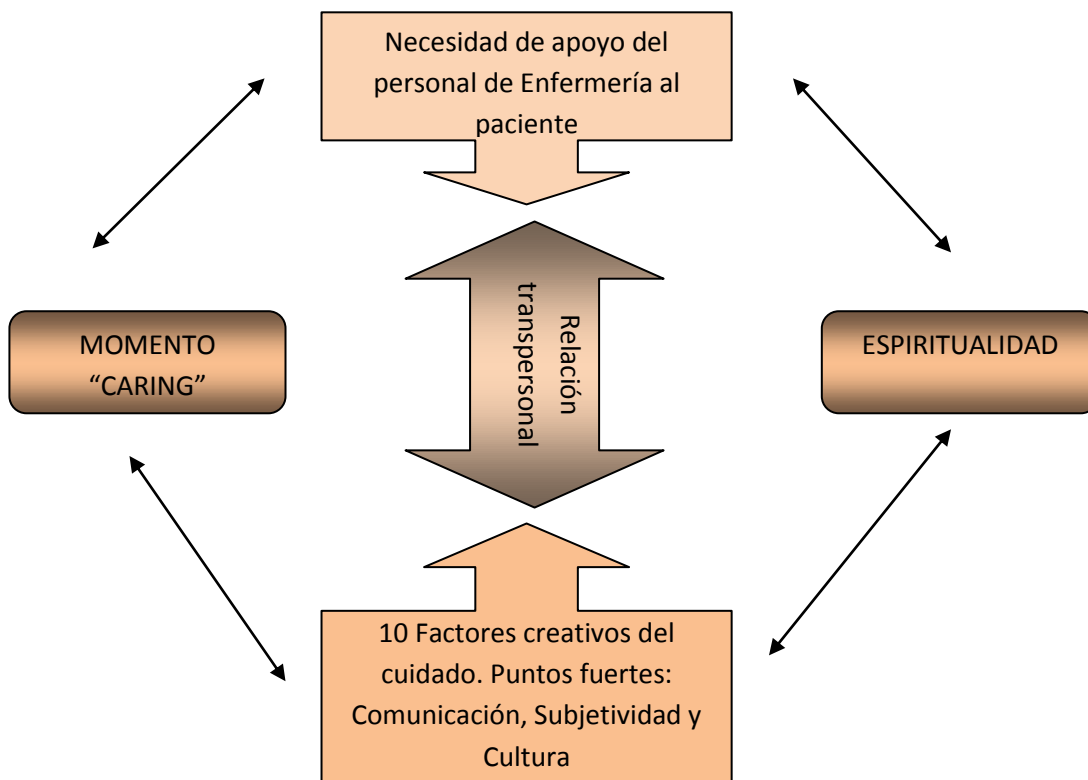 Necesidad de apoyo del
personal de Enfermería al
paciente
MOMENTO
“CARING”
Relación
transpersonal
ESPIRITUALIDAD
10 Factores creativos del
cuidado. Puntos fuertes:
Comunicación, Subjetividad y
Cultura